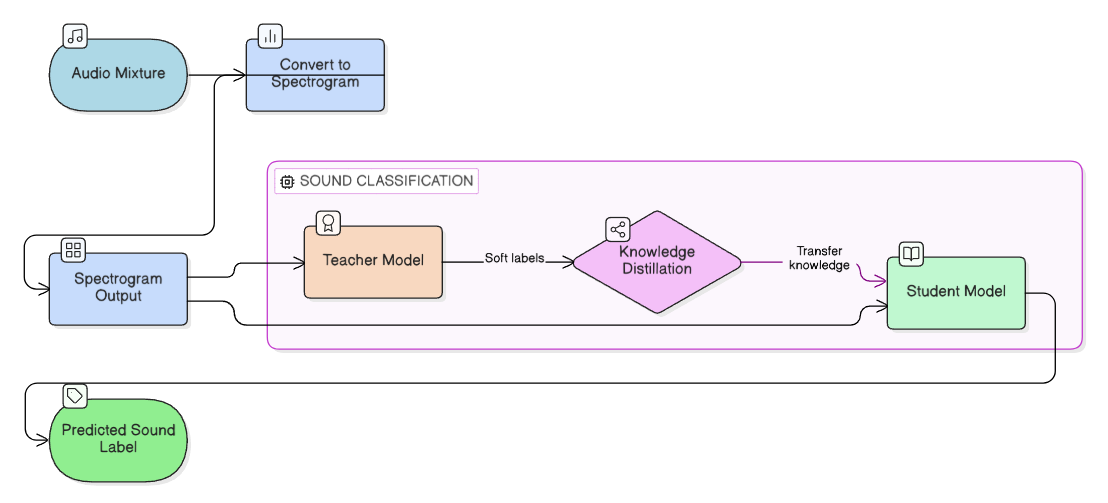 Audio Mixture
Convert to
Spectrogram
SOUND CLASSIFICATION
Spectrogram
Output
Teacher Model
Soft labels
Knowledge
Distillation
Transfer
knowledge
Student Model
Predicted Sound
Label